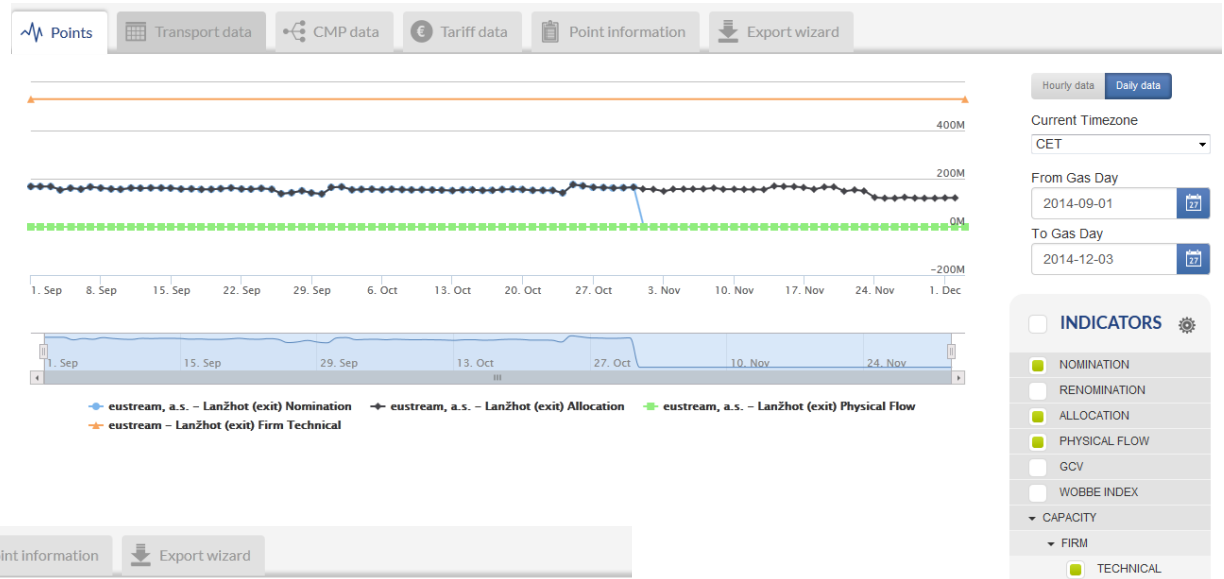 Points Transport data CMP data € Tariff data Point information Export wizard
Hourly data Daily data
Current Timezone
CET
From Gas Day
2014-09-01 27
To Gas Day
2014-12-03 27
400M
200M
0M
−200M
1. Sep 8. Sep 15. Sep 22. Sep 29. Sep 6. Oct 13. Oct 20. Oct 27. Oct 3. Nov 10. Nov 17. Nov 24. Nov 1. Dec
1. Sep 15. Sep 29. Sep 13. Oct 27. Oct 10. Nov 24. Nov
eustream, a.s. – Lanžhot (exit) Nomination eustream, a.s. – Lanžhot (exit) Allocation eustream, a.s. – Lanžhot (exit) Physical Flow
eustream – Lanžhot (exit) Firm Technical
INDICATORS
NOMINATION
RENOMINATION
ALLOCATION
PHYSICAL FLOW
GCV
WOBBE INDEX
CAPACITY
FIRM
TECHNICAL
int information Export wizard